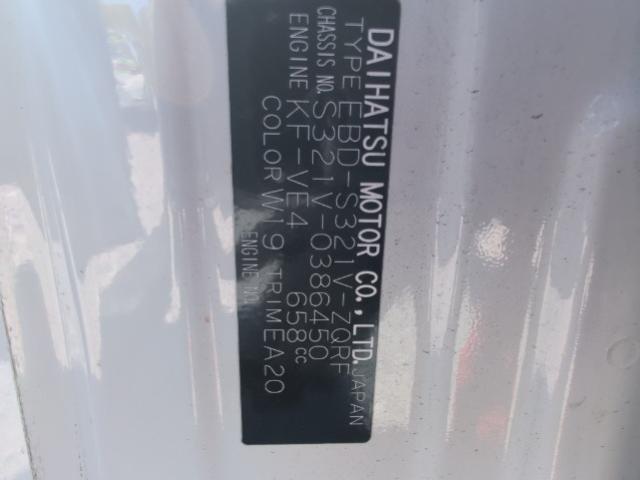 DAIHATSU MOTOR CO.,LTD. JAPAN
TYPE EBD-S321V-ZQRF
CHASSIS NO. S321V-0386450
ENGINE KF-VE4 658cc
COLOR W19 TRIM EA20
ENGINE NO.